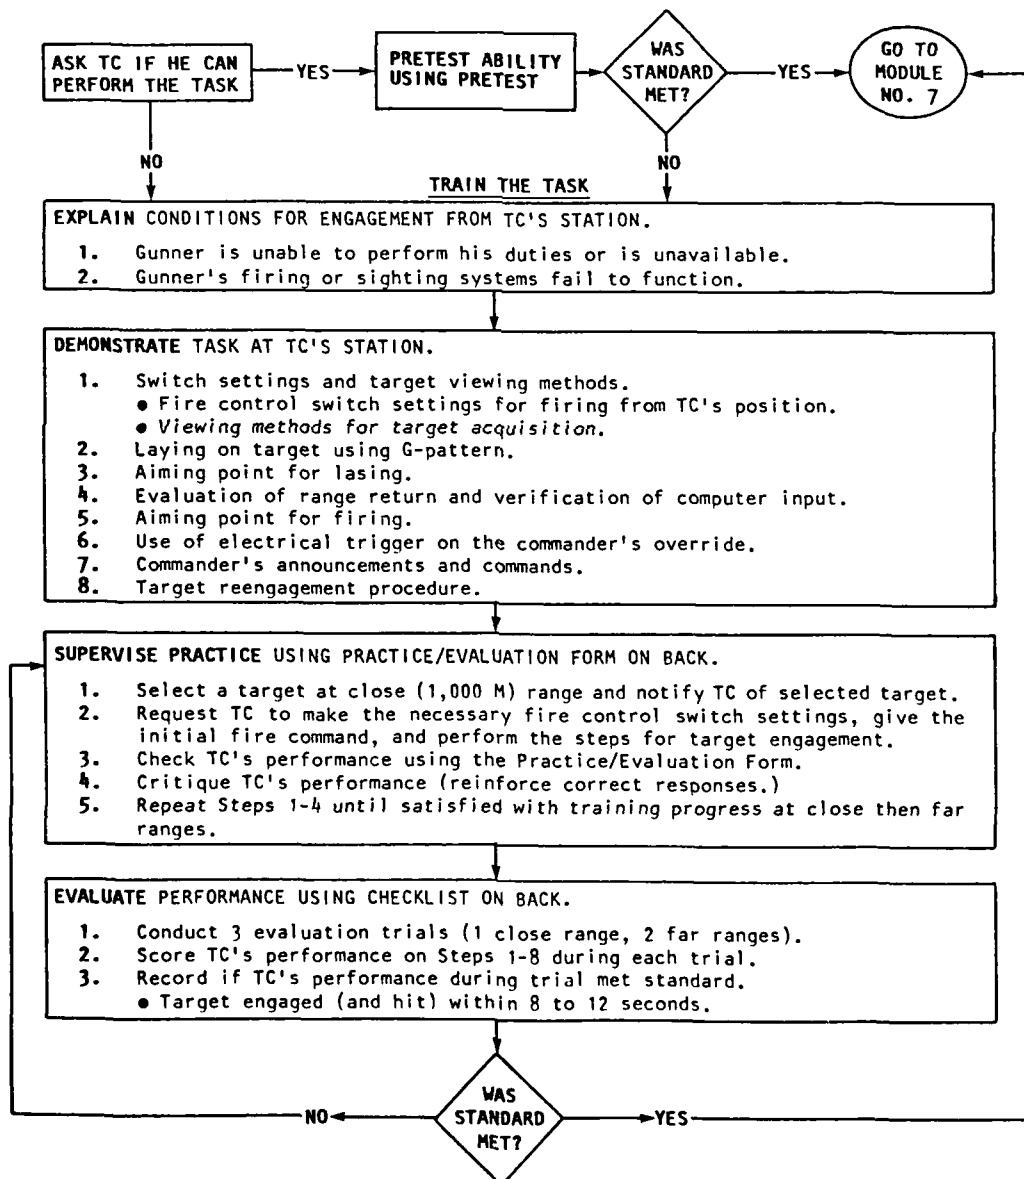 ASK TC IF HE CAN
PERFORM THE TASK
YES
PRETEST ABILITY
USING PRETEST
WAS
STANDARD
MET?
YES
GO TO
MODULE
NO. 7
NO
NO
TRAIN THE TASK
EXPLAIN CONDITIONS FOR ENGAGEMENT FROM TC'S STATION.
1. Gunner is unable to perform his duties or is unavailable.
2. Gunner's firing or sighting systems fail to function.
DEMONSTRATE TASK AT TC'S STATION.
1. Switch settings and target viewing methods.
• Fire control switch settings for firing from TC's position.
• Viewing methods for target acquisition.
2. Laying on target using G-pattern.
3. Aiming point for lasing.
4. Evaluation of range return and verification of computer input.
5. Aiming point for firing.
6. Use of electrical trigger on the commander's override.
7. Commander's announcements and commands.
8. Target reengagement procedure.
SUPERVISE PRACTICE USING PRACTICE/EVALUATION FORM ON BACK.
1. Select a target at close (1,000 M) range and notify TC of selected target.
2. Request TC to make the necessary fire control switch settings, give the
initial fire command, and perform the steps for target engagement.
3. Check TC's performance using the Practice/Evaluation Form.
4. Critique TC's performance (reinforce correct responses.)
5. Repeat Steps 1-4 until satisfied with training progress at close then far
ranges.
EVALUATE PERFORMANCE USING CHECKLIST ON BACK.
1. Conduct 3 evaluation trials (1 close range, 2 far ranges).
2. Score TC's performance on Steps 1-8 during each trial.
3. Record if TC's performance during trial met standard.
• Target engaged (and hit) within 8 to 12 seconds.
NO
WAS
STANDARD
MET?
YES